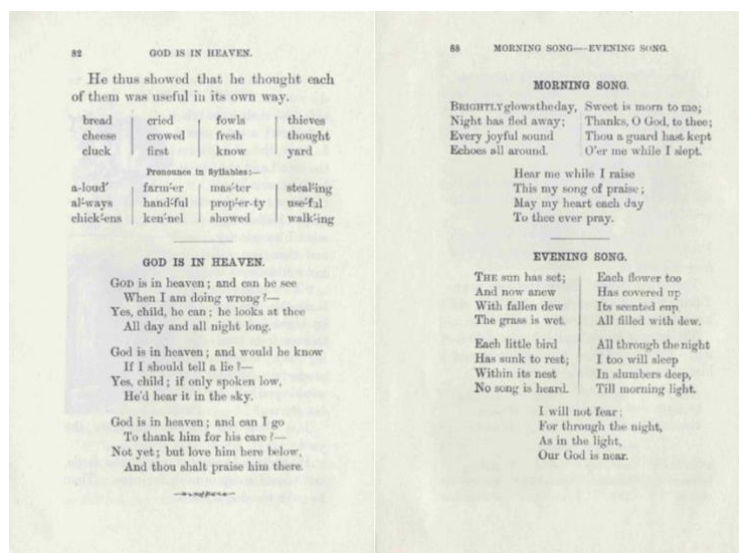 82 GOD IS IN HEAVEN.
He thus showed that he thought each
of them was useful in its own way.
bread cried fowls thieves
cheese crowed fresh thought
cluck first know yard
Pronounce in Syllables:—
a-loud' farm'-er mas'-ter steal'-ing
al'-ways hand'-ful prop'-er-ty use'-ful
chick'-ens ken'-nel showed walk'-ing
GOD IS IN HEAVEN.
GOD is in heaven; and can he see
When I am doing wrong?—
Yes, child, he can; he looks at thee
All day and all night long.
God is in heaven; and would he know
If I should tell a lie?—
Yes, child; if only spoken low,
He'd hear it in the sky.
God is in heaven; and can I go
To thank him for his care?—
Not yet; but love him here below,
And thou shalt praise him there.
88 MORNING SONG—EVENING SONG.
MORNING SONG.
BRIGHTLY glows the day,
Night has fled away;
Every joyful sound
Echoes all around.
Sweet is morn to me;
Thanks, O God, to thee;
Thou a guard hast kept
O'er me while I slept.
Hear me while I raise
This my song of praise;
May my heart each day
To thee ever pray.
EVENING SONG.
THE sun has set;
And now anew
With fallen dew
The grass is wet.
Each little bird
Has sunk to rest;
Within its nest
No song is heard.
Each flower too
Has covered up
Its scented cup,
All filled with dew.
All through the night
I too will sleep
In slumbers deep,
Till morning light.
I will not fear;
For through the night,
As in the light,
Our God is near.